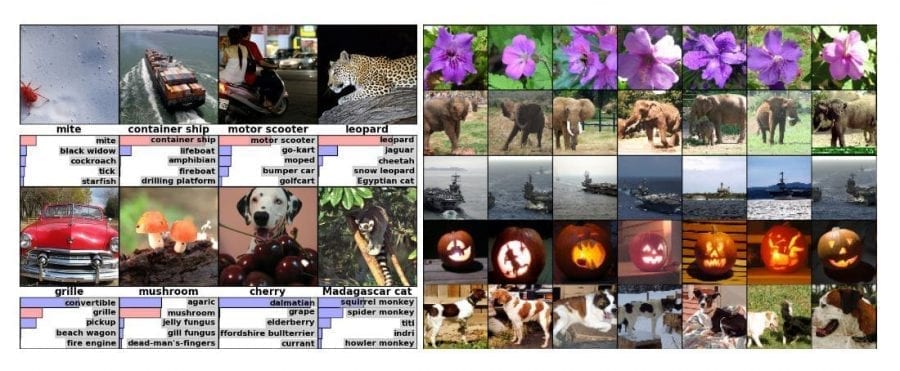 mite container ship motor scooter leopard
mite container ship motor scooter leopard
black widow lifeboat go-kart jaguar
cockroach amphibian moped cheetah
tick fireboat bumper car snow leopard
starfish drilling platform golfcart Egyptian cat
grille mushroom cherry Madagascar cat
convertible agaric dalmatian squirrel monkey
grille mushroom grape spider monkey
pickup jelly fungus elderberry titi
beach wagon gill fungus ffordshire bullterrier indri
fire engine dead-man's-fingers currant howler monkey